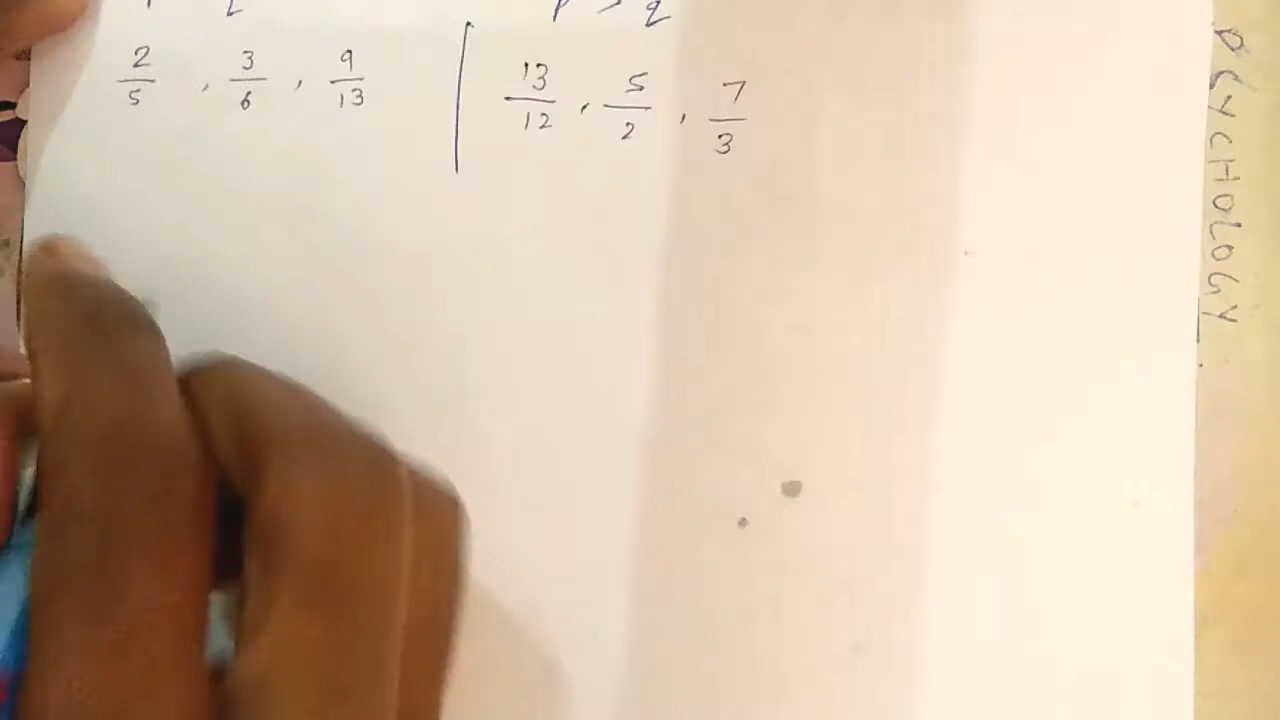 p > q
2/5 , 3/6 , 9/13 | 13/12 , 5/2 , 7/3
PSYCHOLOGY